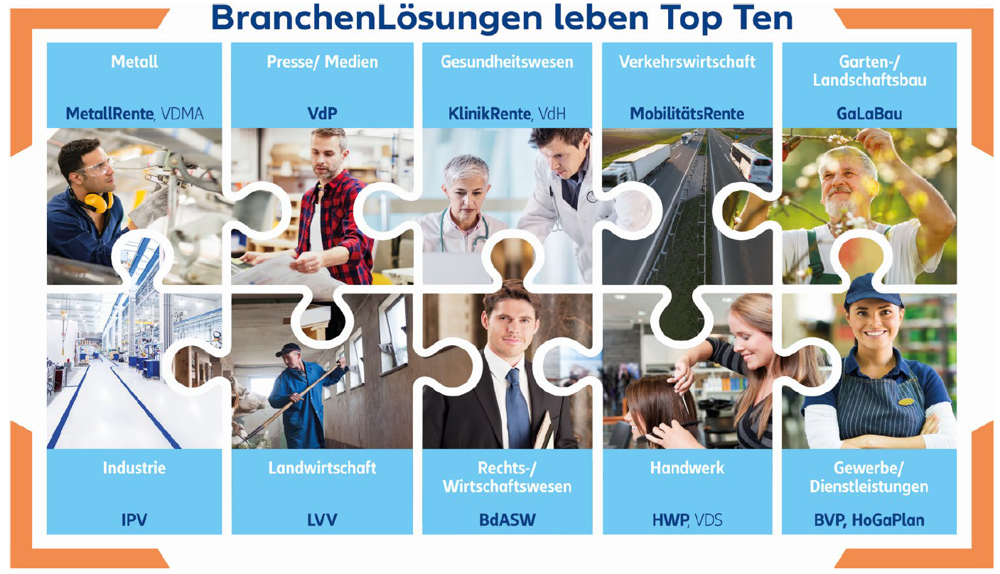 BranchenLösungen leben Top Ten
Metall
MetallRente, VDMA
Presse/ Medien
VdP
Gesundheitswesen
KlinikRente, VdH
Verkehrswirtschaft
MobilitätsRente
Garten-/
Landschaftsbau
GaLaBau
Industrie
IPV
Landwirtschaft
LVV
Rechts-/
Wirtschaftswesen
BdASW
Handwerk
HWP, VDS
Gewerbe/
Dienstleistungen
BVP, HoGaPlan